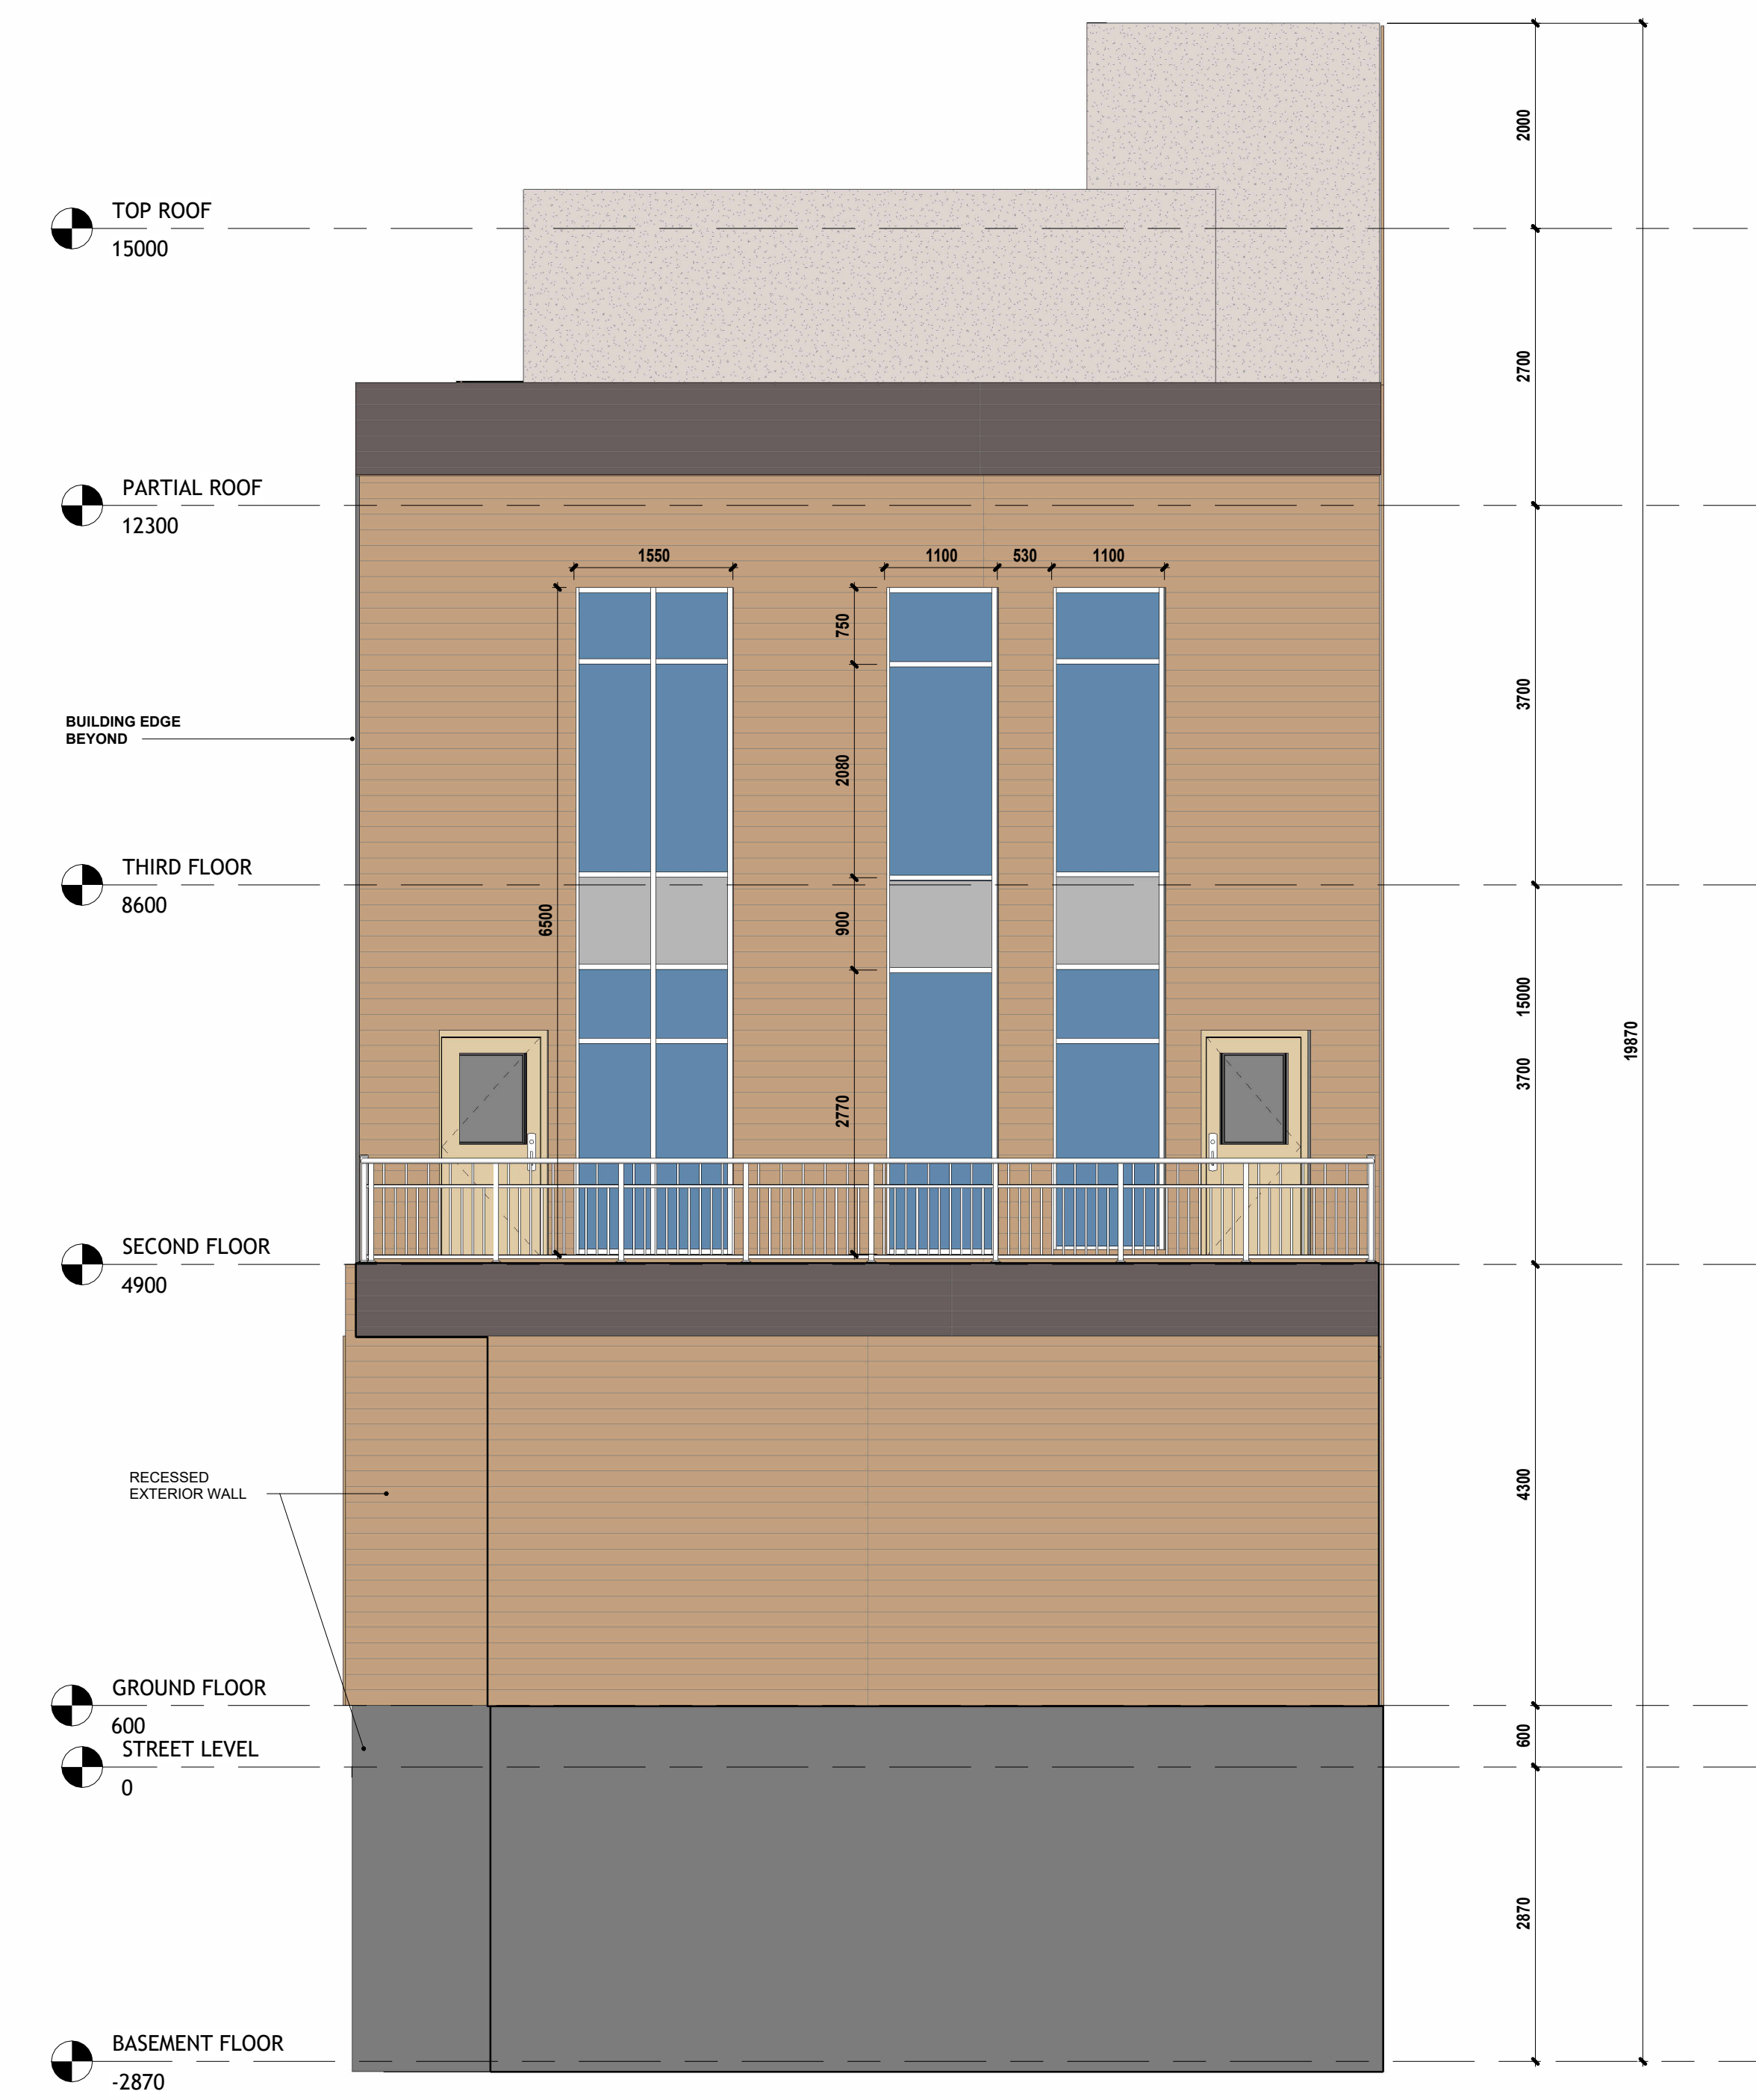 2000
TOP ROOF
15000
2700
PARTIAL ROOF
12300
1550
1100
530
1100
750
3700
BUILDING EDGE
BEYOND
2080
THIRD FLOOR
8600
6500
900
15000
19870
3700
2770
SECOND FLOOR
4900
RECESSED
EXTERIOR WALL
4300
GROUND FLOOR
600
600
STREET LEVEL
0
2870
BASEMENT FLOOR
-2870